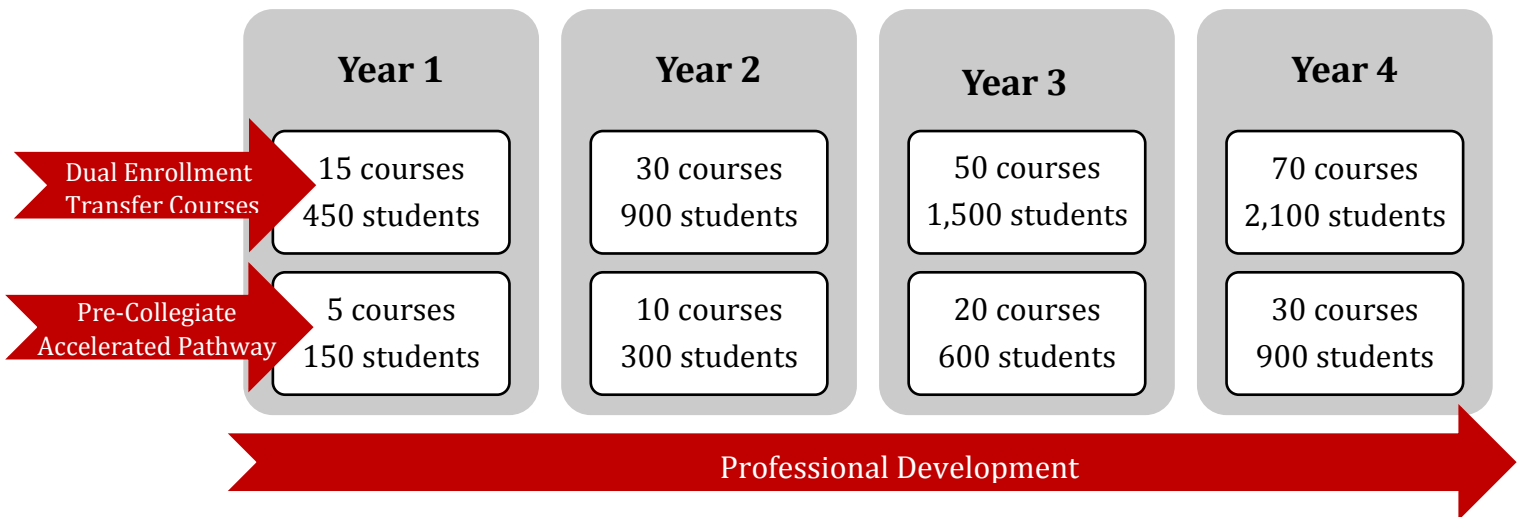 Year 1
Year 2
Year 3
Year 4
Dual Enrollment
Transfer Courses
15 courses
450 students
30 courses
900 students
50 courses
1,500 students
70 courses
2,100 students
Pre-Collegiate
Accelerated Pathway
5 courses
150 students
10 courses
300 students
20 courses
600 students
30 courses
900 students
Professional Development